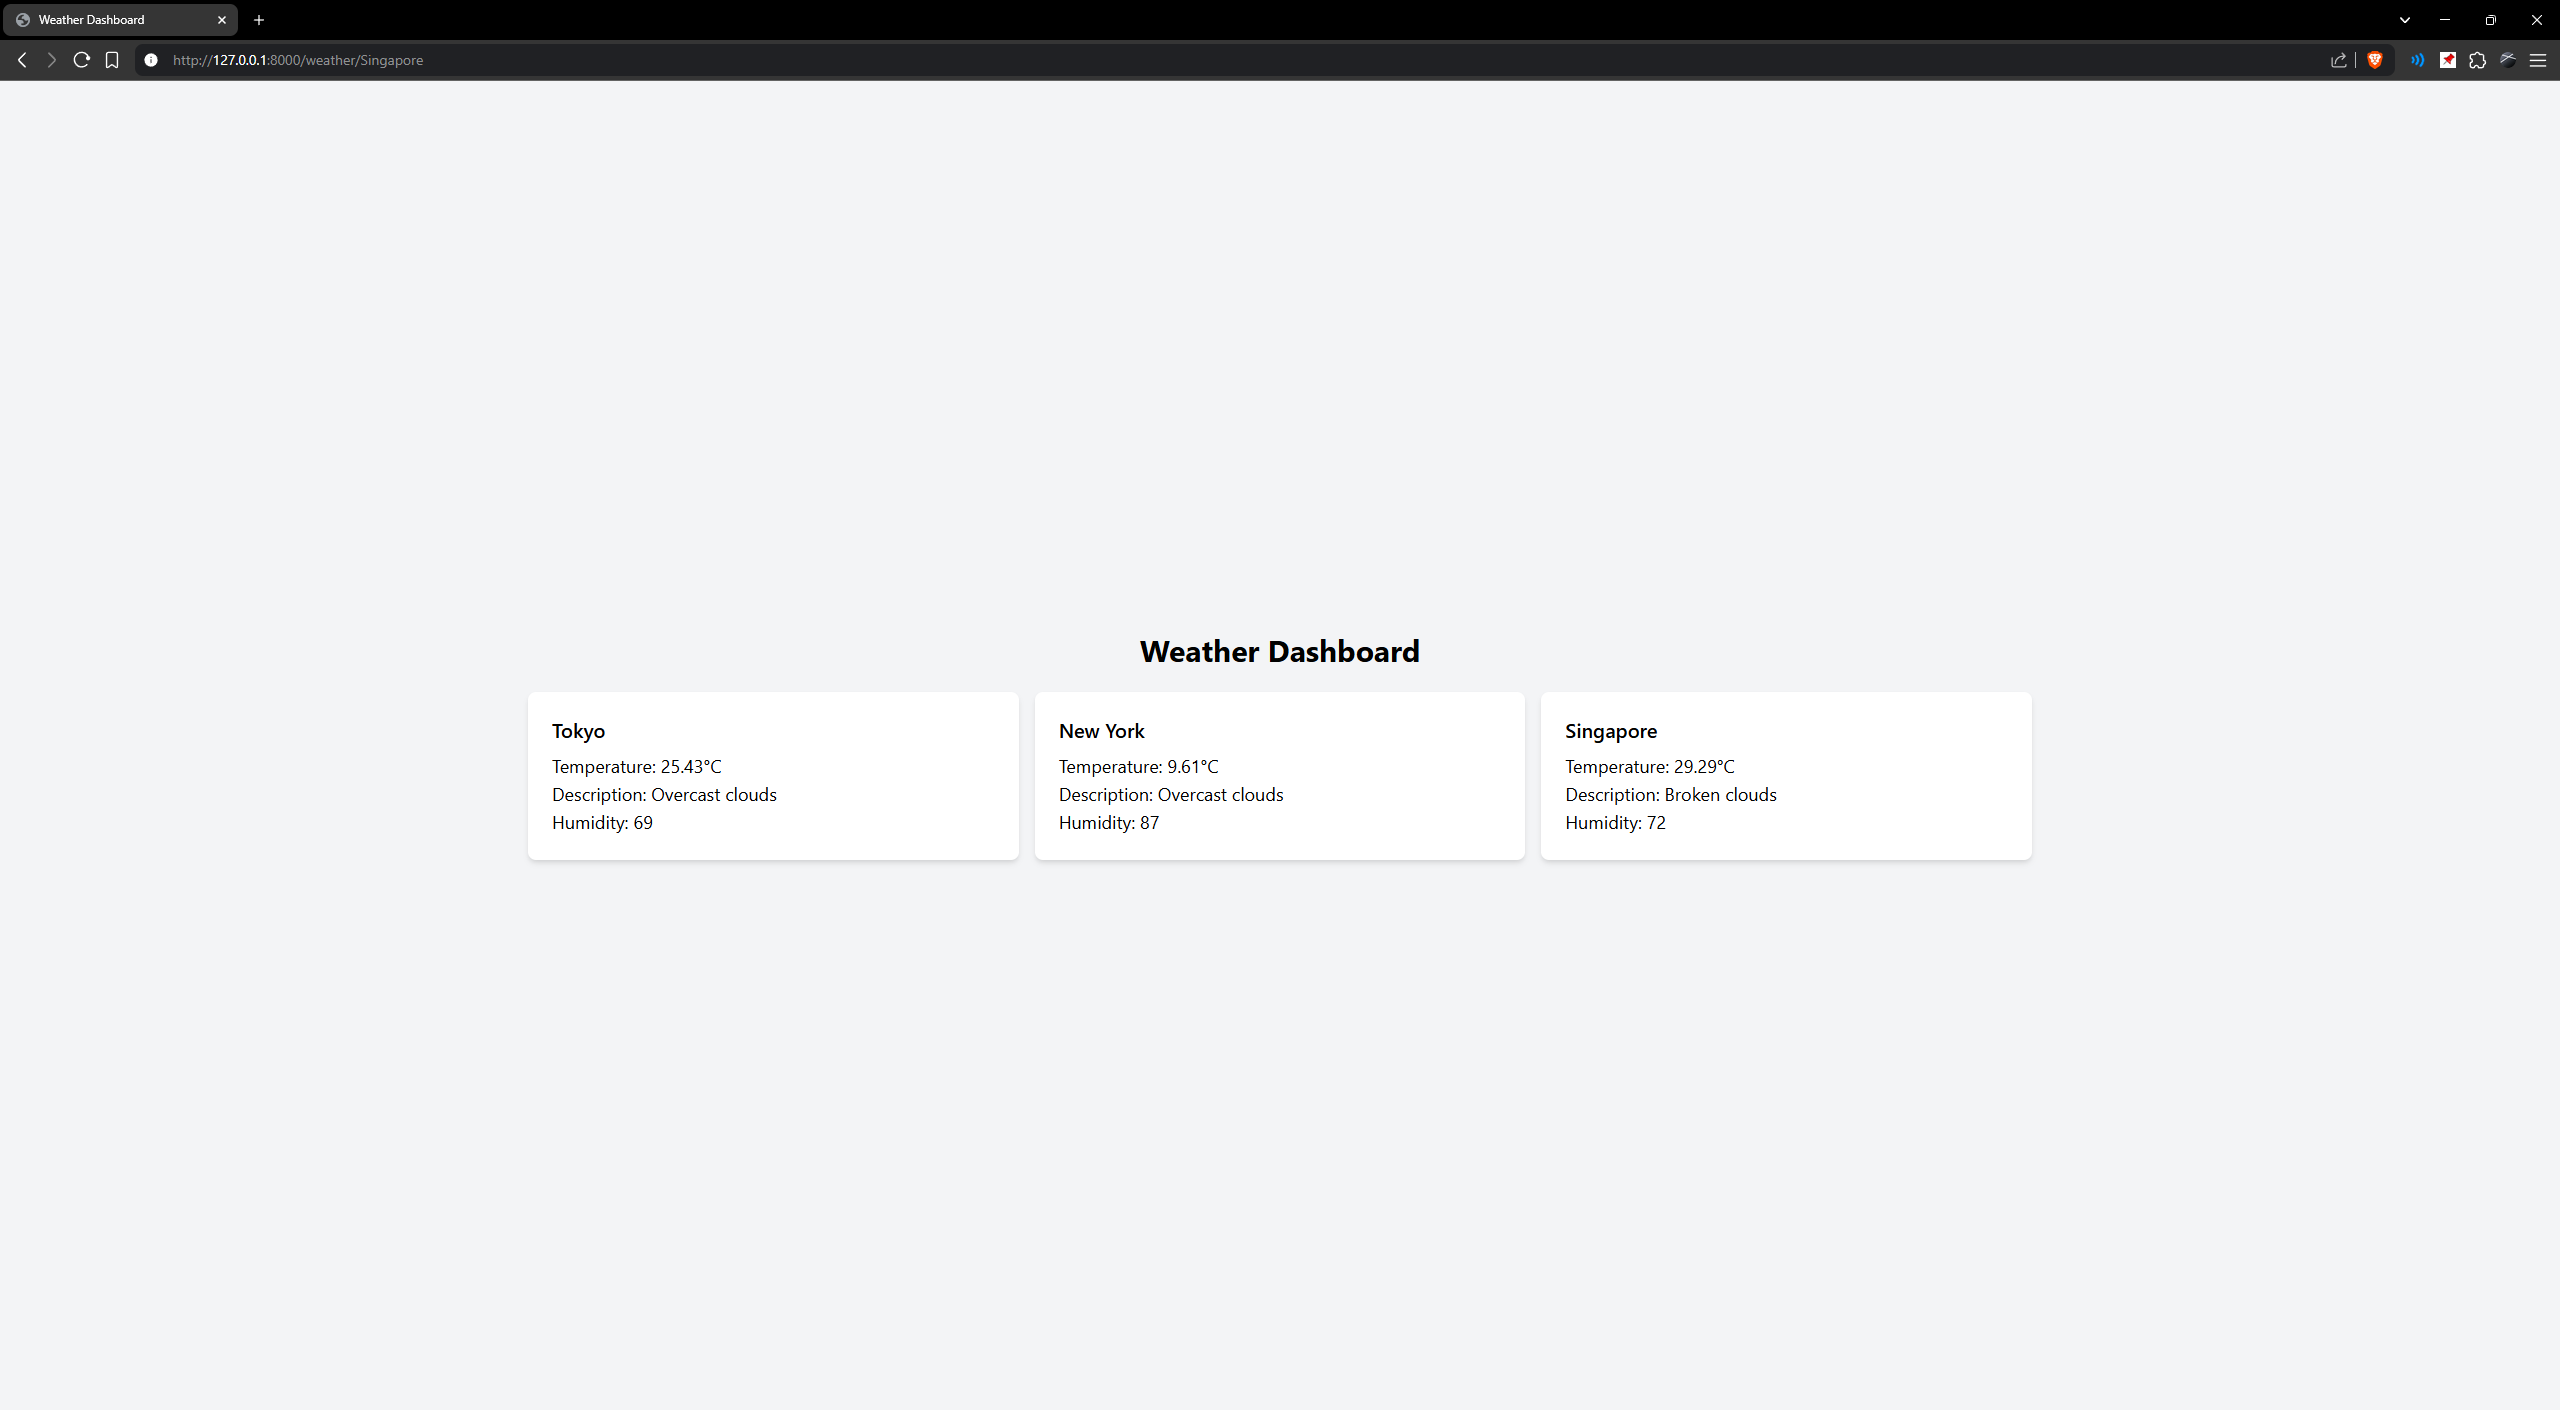 Weather Dashboard
http://127.0.0.1:8000/weather/Singapore
Weather Dashboard
Tokyo
Temperature: 25.43°C
Description: Overcast clouds
Humidity: 69
New York
Temperature: 9.61°C
Description: Overcast clouds
Humidity: 87
Singapore
Temperature: 29.29°C
Description: Broken clouds
Humidity: 72